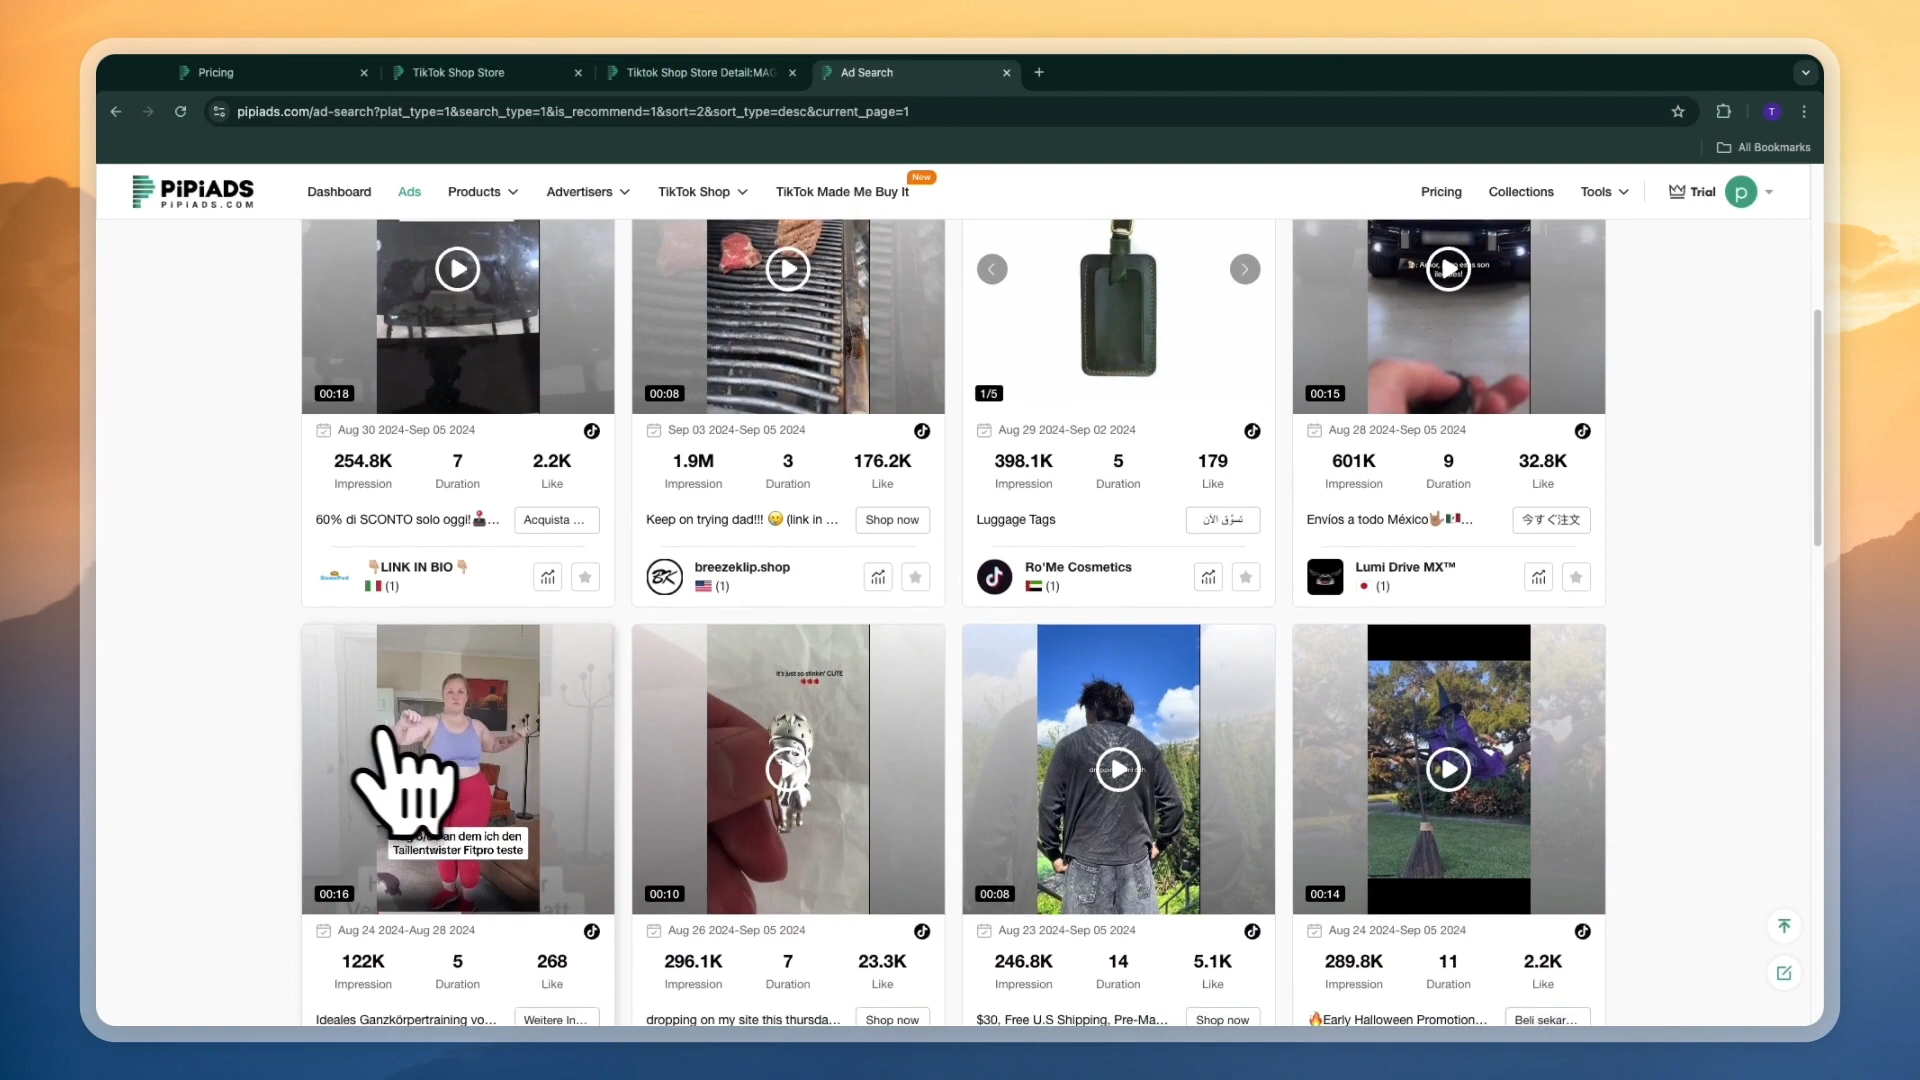 Pricing
TikTok Shop Store
Tiktok Shop Store Detail:MAG
Ad Search
pipiads.com/ad-search?plat_type=1&search_type=1&is_recommend=1&sort=2&sort_type=desc&current_page=1
T
All Bookmarks
PiPiADS
PIPIADS.COM
Dashboard
Ads
Products
Advertisers
TikTok Shop
TikTok Made Me Buy It
New
Pricing
Collections
Tools
Trial
p
00:18
00:08
1/5
00:15
Aug 30 2024-Sep 05 2024
Sep 03 2024-Sep 05 2024
Aug 29 2024-Sep 02 2024
Aug 28 2024-Sep 05 2024
254.8K 7 2.2K
Impression Duration Like
1.9M 3 176.2K
Impression Duration Like
398.1K 5 179
Impression Duration Like
601K 9 32.8K
Impression Duration Like
60% di SCONTO solo oggi!🕹️...
Acquista ...
Keep on trying dad!!! 🥲 (link in ...
Shop now
Luggage Tags
تسوّق الآن
Envíos a todo México🤟🏽🇲🇽...
今すぐ注文
👇🏼LINK IN BIO👇🏼
(1)
BK
breezeklip.shop
(1)
Ro'Me Cosmetics
(1)
Lumi Drive MX™
(1)
an dem ich den
Taillentwister Fitpro teste
It's just so stinkin' CUTE
00:16
00:10
00:08
00:14
Aug 24 2024-Aug 28 2024
Aug 26 2024-Sep 05 2024
Aug 23 2024-Sep 05 2024
Aug 24 2024-Sep 05 2024
122K 5 268
Impression Duration Like
296.1K 7 23.3K
Impression Duration Like
246.8K 14 5.1K
Impression Duration Like
289.8K 11 2.2K
Impression Duration Like
Ideales Ganzkörpertraining vo...
Weitere In...
dropping on my site this thursda...
Shop now
$30, Free U.S Shipping, Pre-Ma...
Shop now
🔥Early Halloween Promotion...
Beli sekar...